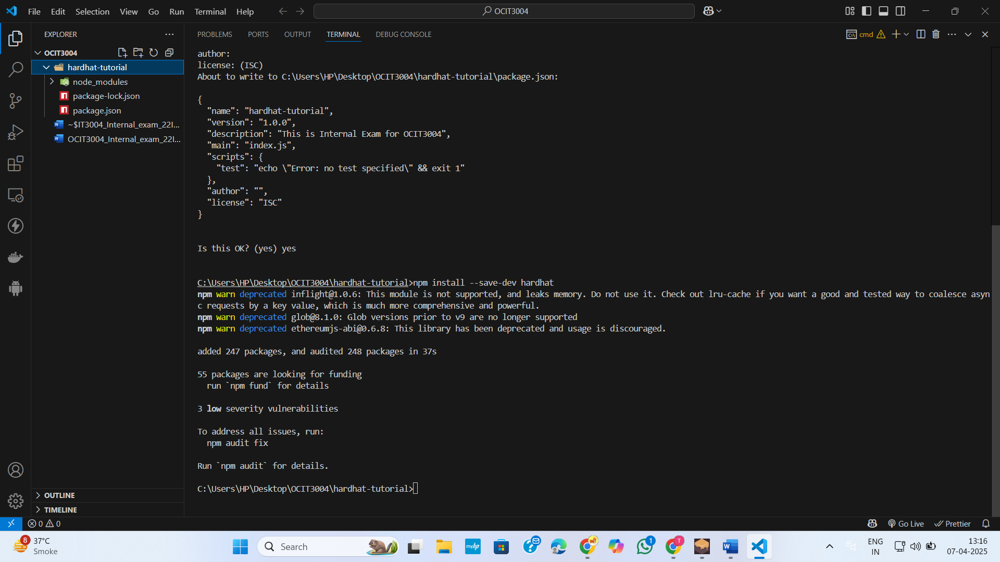 File Edit Selection View Go Run Terminal Help
OCIT3004
EXPLORER
OCIT3004
hardhat-tutorial
node_modules
package-lock.json
package.json
~$IT3004_Internal_exam_22I...
OCIT3004_Internal_exam_22I...
OUTLINE
TIMELINE
PROBLEMS PORTS OUTPUT TERMINAL DEBUG CONSOLE
cmd
author:
license: (ISC)
About to write to C:\Users\HP\Desktop\OCIT3004\hardhat-tutorial\package.json:
{
"name": "hardhat-tutorial",
"version": "1.0.0",
"description": "This is Internal Exam for OCIT3004",
"main": "index.js",
"scripts": {
"test": "echo \"Error: no test specified\" && exit 1"
},
"author": "",
"license": "ISC"
}
Is this OK? (yes) yes
C:\Users\HP\Desktop\OCIT3004\hardhat-tutorial>npm install --save-dev hardhat
npm warn deprecated inflight@1.0.6: This module is not supported, and leaks memory. Do not use it. Check out lru-cache if you want a good and tested way to coalesce asyn
c requests by a key value, which is much more comprehensive and powerful.
npm warn deprecated glob@8.1.0: Glob versions prior to v9 are no longer supported
npm warn deprecated ethereumjs-abi@0.6.8: This library has been deprecated and usage is discouraged.
added 247 packages, and audited 248 packages in 37s
55 packages are looking for funding
run `npm fund` for details
3 low severity vulnerabilities
To address all issues, run:
npm audit fix
Run `npm audit` for details.
C:\Users\HP\Desktop\OCIT3004\hardhat-tutorial>
0 0
Go Live Prettier
8
37°C
Smoke
Search
myhp
1
T
ENG
IN
13:16
07-04-2025